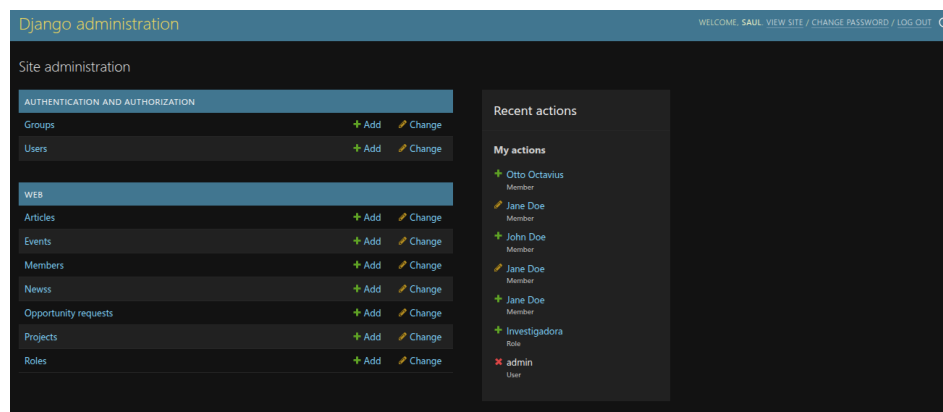 Django administration
WELCOME, SAUL. VIEW SITE / CHANGE PASSWORD / LOG OUT
Site administration
AUTHENTICATION AND AUTHORIZATION
Groups + Add Change
Users + Add Change
WEB
Articles + Add Change
Events + Add Change
Members + Add Change
Newss + Add Change
Opportunity requests + Add Change
Projects + Add Change
Roles + Add Change
Recent actions
My actions
+ Otto Octavius
Member
Jane Doe
Member
+ John Doe
Member
Jane Doe
Member
+ Jane Doe
Member
+ Investigadora
Role
admin
User